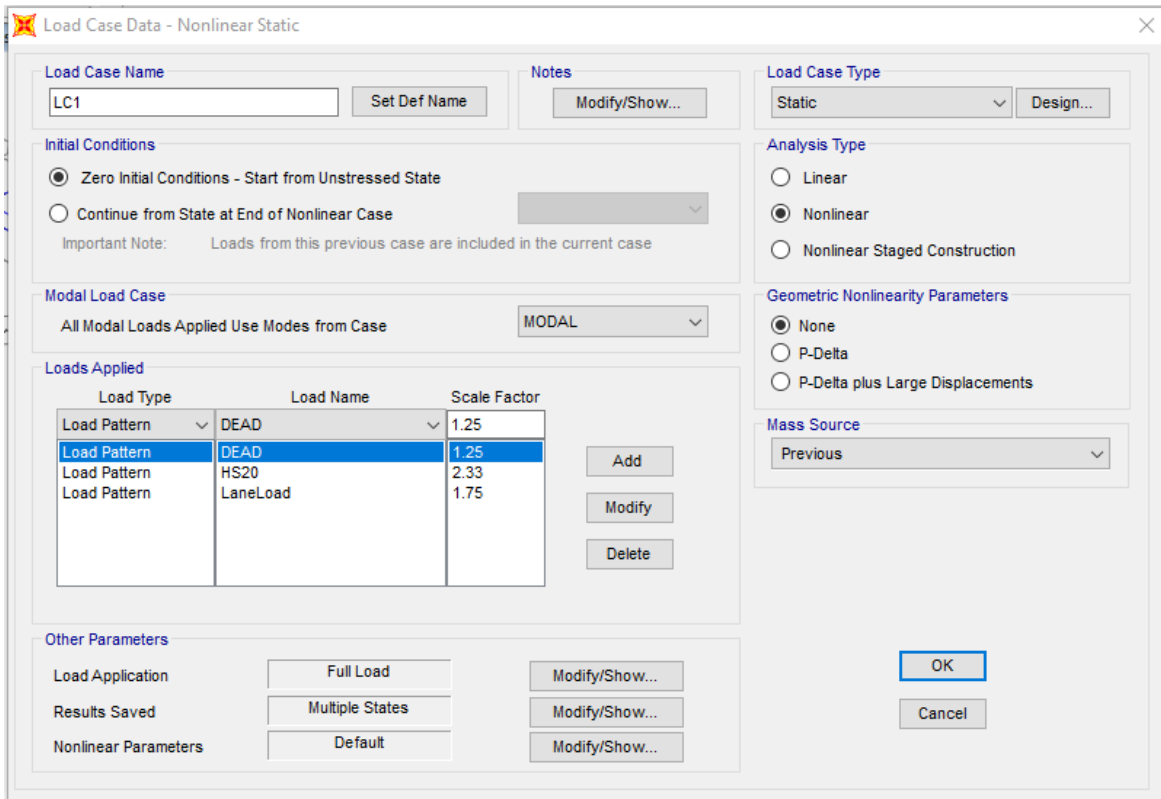 Load Case Data - Nonlinear Static
Load Case Name
LC1
Set Def Name
Notes
Modify/Show...
Load Case Type
Static
Design...
Initial Conditions
Zero Initial Conditions - Start from Unstressed State
Continue from State at End of Nonlinear Case
Important Note: Loads from this previous case are included in the current case
Analysis Type
Linear
Nonlinear
Nonlinear Staged Construction
Modal Load Case
All Modal Loads Applied Use Modes from Case
MODAL
Geometric Nonlinearity Parameters
None
P-Delta
P-Delta plus Large Displacements
Loads Applied
Load Type Load Name Scale Factor
Load Pattern DEAD 1.25
Load Pattern DEAD 1.25
Load Pattern HS20 2.33
Load Pattern LaneLoad 1.75
Add
Modify
Delete
Mass Source
Previous
Other Parameters
Load Application Full Load Modify/Show...
Results Saved Multiple States Modify/Show...
Nonlinear Parameters Default Modify/Show...
OK
Cancel